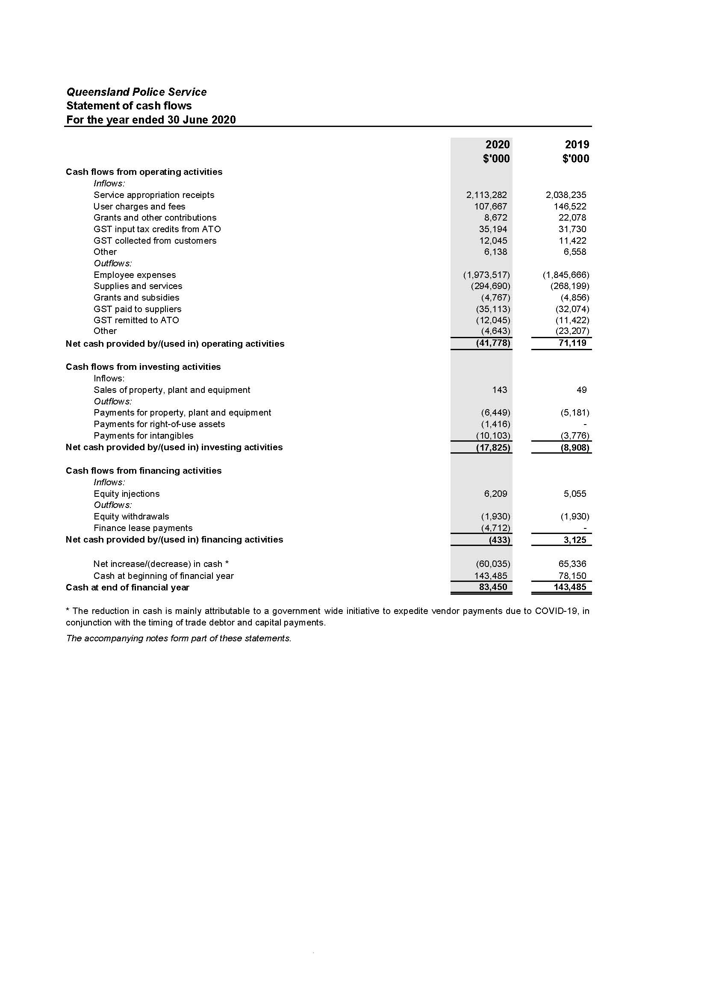 Queensland Police Service
Statement of cash flows
For the year ended 30 June 2020
2020 2019
$'000 $'000
Cash flows from operating activities
Inflows:
Service appropriation receipts 2,113,282 2,038,235
User charges and fees 107,667 146,522
Grants and other contributions 8,672 22,078
GST input tax credits from ATO 35,194 31,730
GST collected from customers 12,045 11,422
Other 6,138 6,558
Outflows:
Employee expenses (1,973,517) (1,845,666)
Supplies and services (294,690) (268,199)
Grants and subsidies (4,767) (4,856)
GST paid to suppliers (35,113) (32,074)
GST remitted to ATO (12,045) (11,422)
Other (4,643) (23,207)
Net cash provided by/(used in) operating activities (41,778) 71,119
Cash flows from investing activities
Inflows:
Sales of property, plant and equipment 143 49
Outflows:
Payments for property, plant and equipment (6,449) (5,181)
Payments for right-of-use assets (1,416) -
Payments for intangibles (10,103) (3,776)
Net cash provided by/(used in) investing activities (17,825) (8,908)
Cash flows from financing activities
Inflows:
Equity injections 6,209 5,055
Outflows:
Equity withdrawals (1,930) (1,930)
Finance lease payments (4,712) -
Net cash provided by/(used in) financing activities (433) 3,125
Net increase/(decrease) in cash * (60,035) 65,336
Cash at beginning of financial year 143,485 78,150
Cash at end of financial year 83,450 143,485
* The reduction in cash is mainly attributable to a government wide initiative to expedite vendor payments due to COVID-19, in
conjunction with the timing of trade debtor and capital payments.
The accompanying notes form part of these statements.